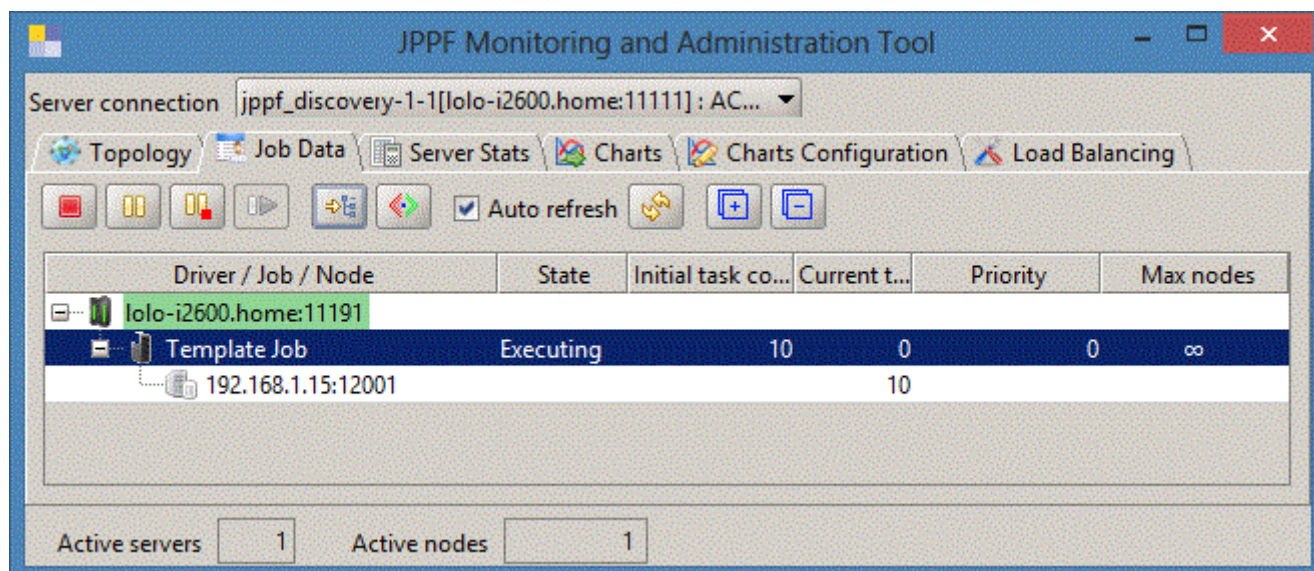 JPPF Monitoring and Administration Tool
Server connection jppf_discovery-1-1[lolo-i2600.home:11111] : AC...
Topology Job Data Server Stats Charts Charts Configuration Load Balancing
Auto refresh
Driver / Job / Node State Initial task co... Current t... Priority Max nodes
lolo-i2600.home:11191
Template Job Executing 10 0 0 ∞
192.168.1.15:12001 10
Active servers 1 Active nodes 1